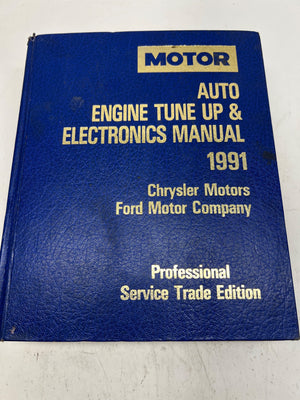 MOTOR
AUTO
ENGINE TUNE UP &
ELECTRONICS MANUAL
1991
Chrysler Motors
Ford Motor Company
Professional
Service Trade Edition